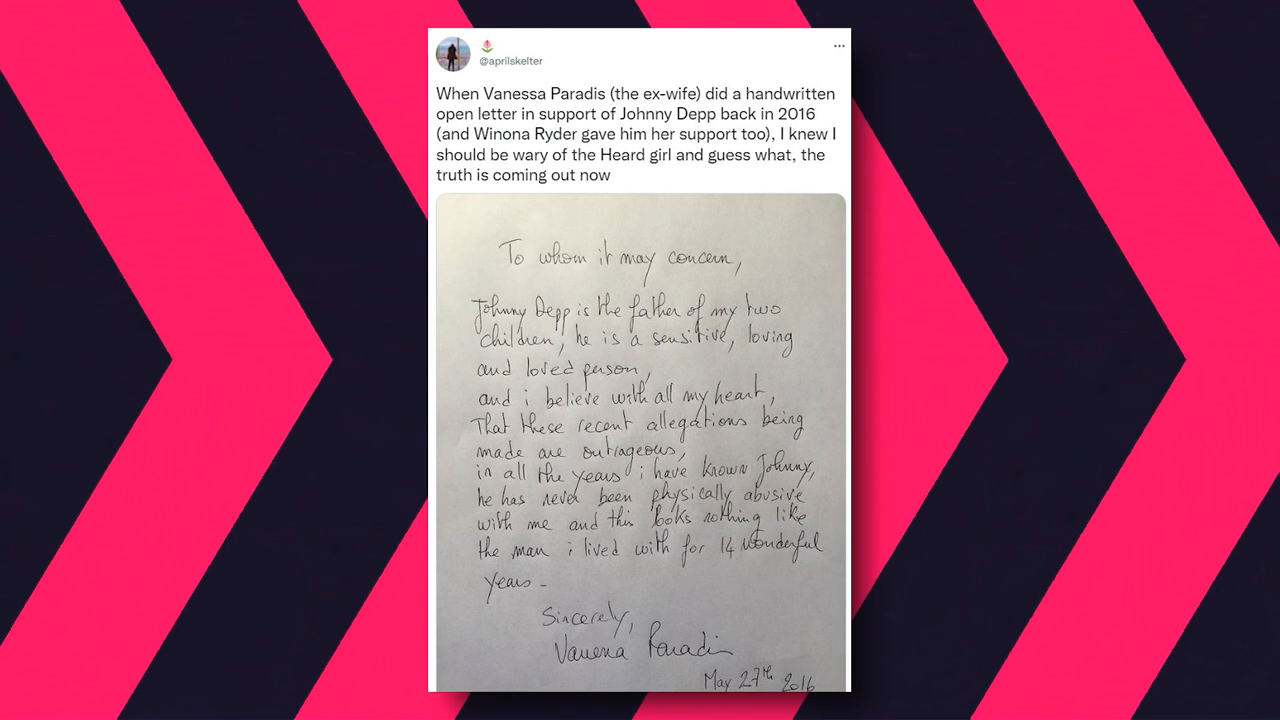 @aprilskelter
When Vanessa Paradis (the ex-wife) did a handwritten
open letter in support of Johnny Depp back in 2016
(and Winona Ryder gave him her support too), I knew I
should be wary of the Heard girl and guess what, the
truth is coming out now
To whom it may concern,
Johnny Depp is the father of my two
children, he is a sensitive, loving
and loved person,
and i believe with all my heart,
That these recent allegations being
made are outrageous,
in all the years i have known Johnny,
he has never been physically abusive
with me and this looks nothing like
the man i lived with for 14 wonderful
years -
Sincerely,
Vanessa Paradis
May 27th 2016